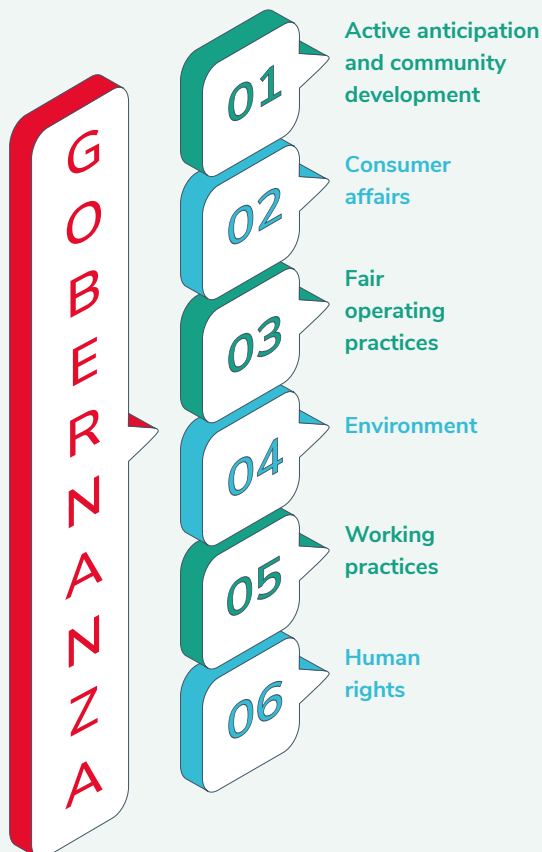 GOBERNANZA
01
Active anticipation
and community
development
02
Consumer
affairs
03
Fair
operating
practices
04
Environment
05
Working
practices
06
Human
rights